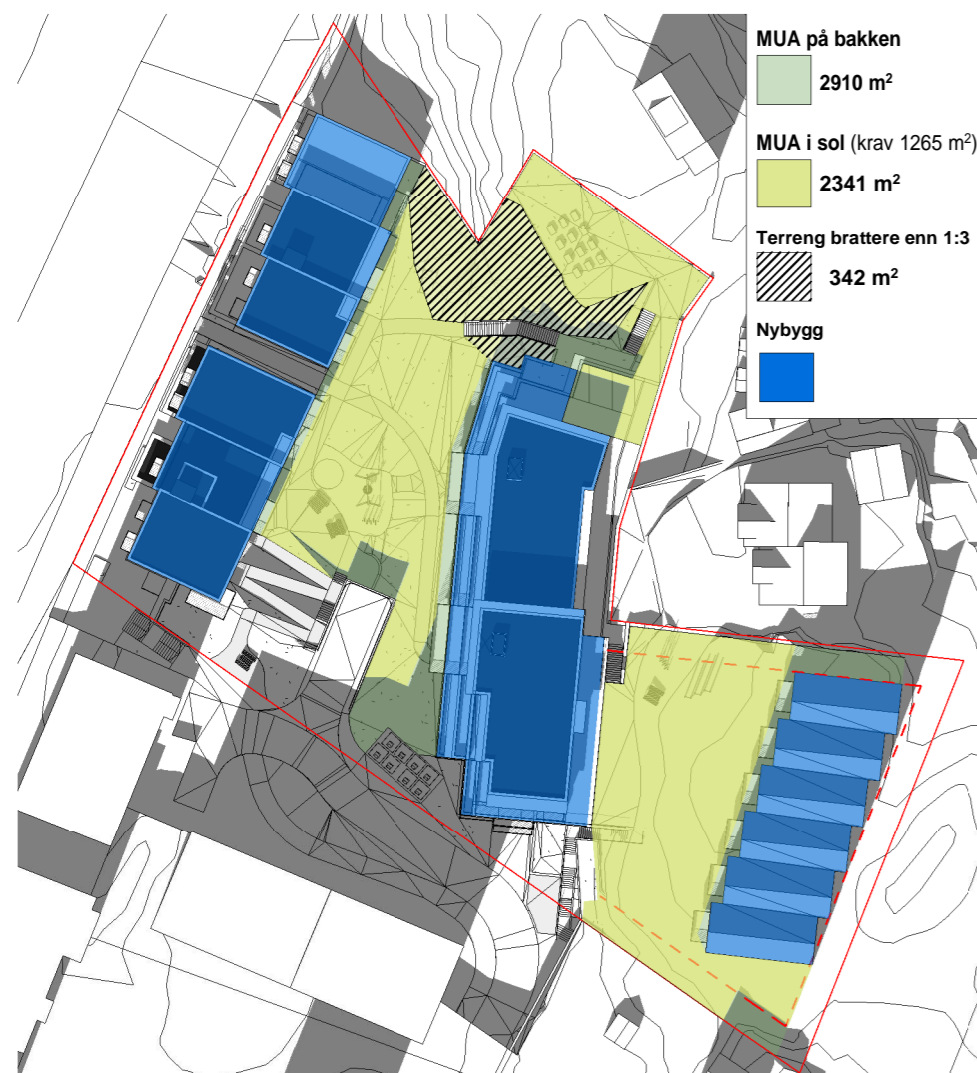 MUA på bakken
2910 m²
MUA i sol (krav 1265 m²)
2341 m²
Terreng brattere enn 1:3
342 m²
Nybygg